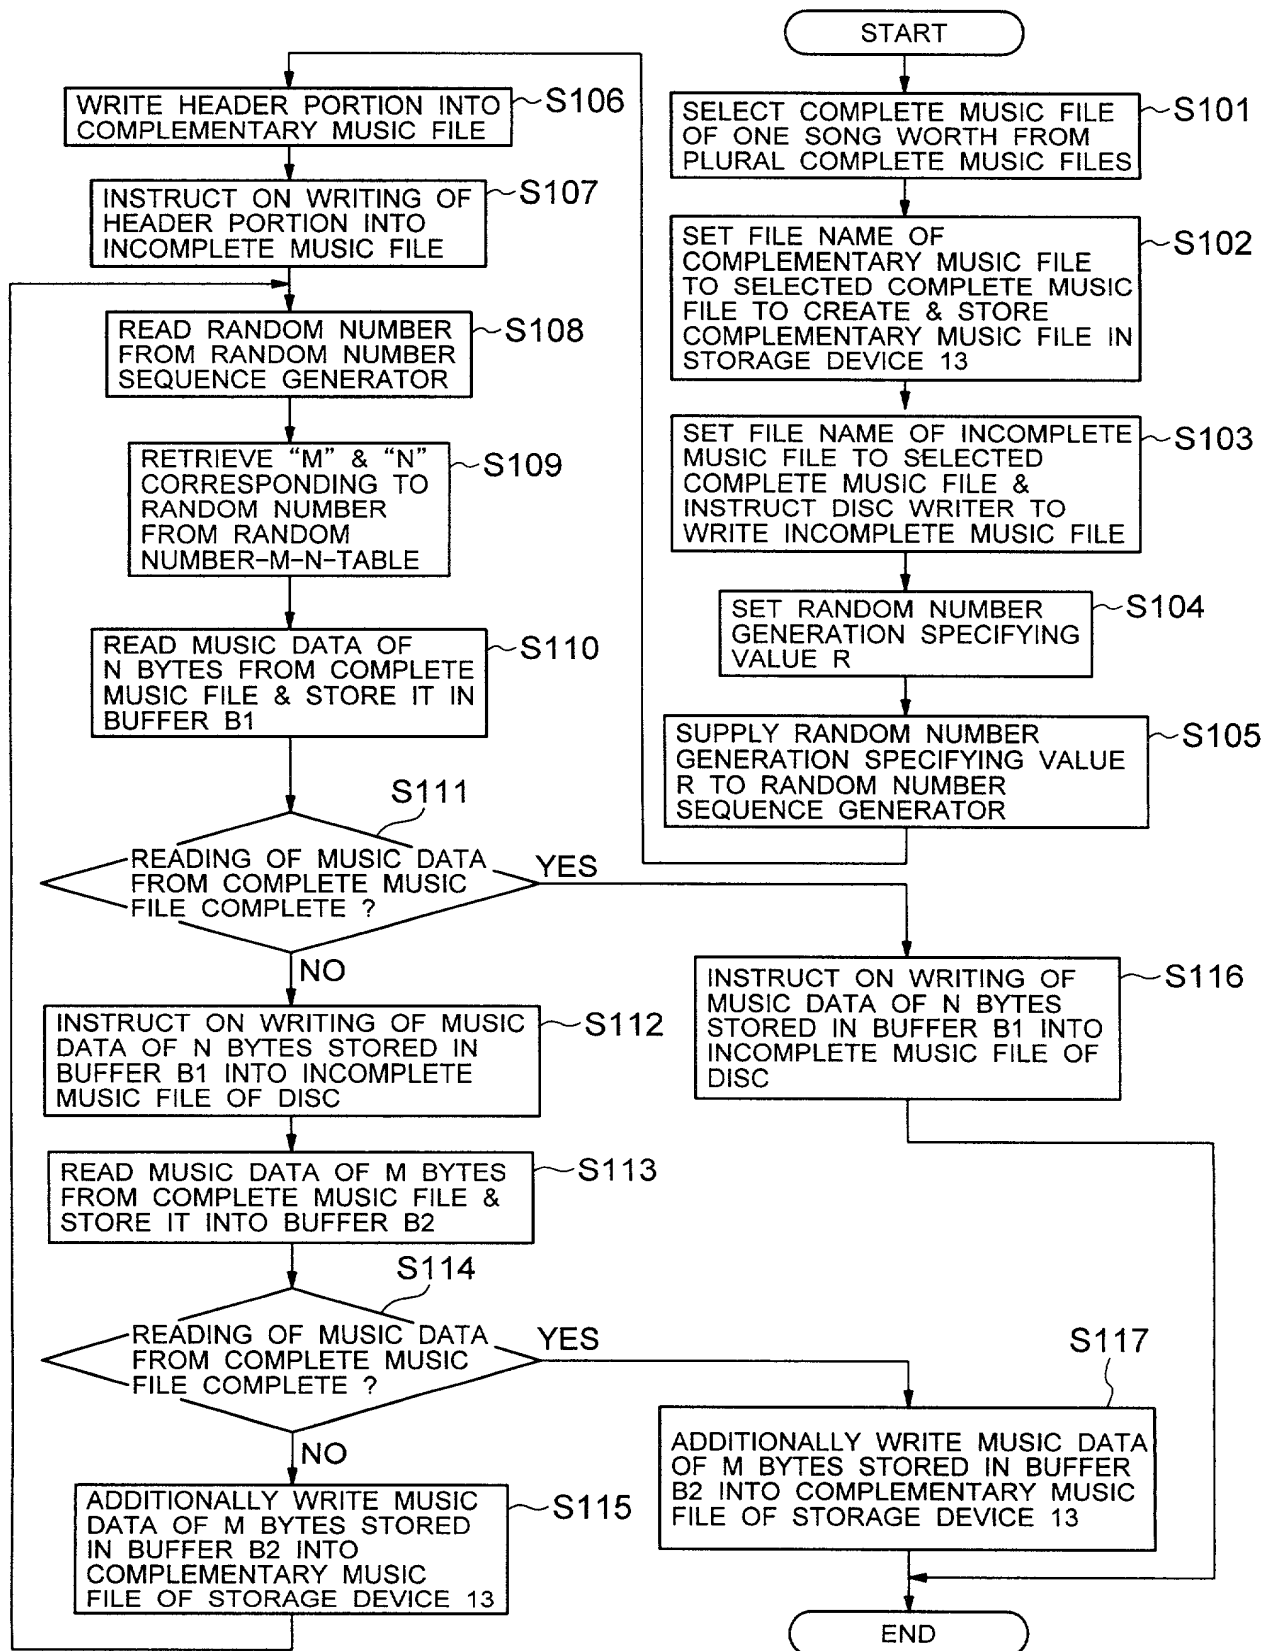 START
SELECT COMPLETE MUSIC FILE
OF ONE SONG WORTH FROM
PLURAL COMPLETE MUSIC FILES
S101
SET FILE NAME OF
COMPLEMENTARY MUSIC FILE
TO SELECTED COMPLETE MUSIC
FILE TO CREATE & STORE
COMPLEMENTARY MUSIC FILE IN
STORAGE DEVICE 13
S102
SET FILE NAME OF INCOMPLETE
MUSIC FILE TO SELECTED
COMPLETE MUSIC FILE &
INSTRUCT DISC WRITER TO
WRITE INCOMPLETE MUSIC FILE
S103
SET RANDOM NUMBER
GENERATION SPECIFYING
VALUE R
S104
SUPPLY RANDOM NUMBER
GENERATION SPECIFYING VALUE
R TO RANDOM NUMBER
SEQUENCE GENERATOR
S105
WRITE HEADER PORTION INTO
COMPLEMENTARY MUSIC FILE
S106
INSTRUCT ON WRITING OF
HEADER PORTION INTO
INCOMPLETE MUSIC FILE
S107
READ RANDOM NUMBER
FROM RANDOM NUMBER
SEQUENCE GENERATOR
S108
RETRIEVE “M” & “N”
CORRESPONDING TO
RANDOM NUMBER
FROM RANDOM
NUMBER-M-N-TABLE
S109
READ MUSIC DATA OF
N BYTES FROM COMPLETE
MUSIC FILE & STORE IT IN
BUFFER B1
S110
S111
READING OF MUSIC DATA
FROM COMPLETE MUSIC
FILE COMPLETE ?
YES
NO
INSTRUCT ON WRITING OF MUSIC
DATA OF N BYTES STORED IN
BUFFER B1 INTO INCOMPLETE
MUSIC FILE OF DISC
S112
READ MUSIC DATA OF M BYTES
FROM COMPLETE MUSIC FILE &
STORE IT INTO BUFFER B2
S113
S114
READING OF MUSIC DATA
FROM COMPLETE MUSIC
FILE COMPLETE ?
YES
NO
ADDITIONALLY WRITE MUSIC
DATA OF M BYTES STORED
IN BUFFER B2 INTO
COMPLEMENTARY MUSIC
FILE OF STORAGE DEVICE 13
S115
INSTRUCT ON WRITING OF
MUSIC DATA OF N BYTES
STORED IN BUFFER B1 INTO
INCOMPLETE MUSIC FILE OF
DISC
S116
S117
ADDITIONALLY WRITE MUSIC DATA
OF M BYTES STORED IN BUFFER
B2 INTO COMPLEMENTARY MUSIC
FILE OF STORAGE DEVICE 13
END